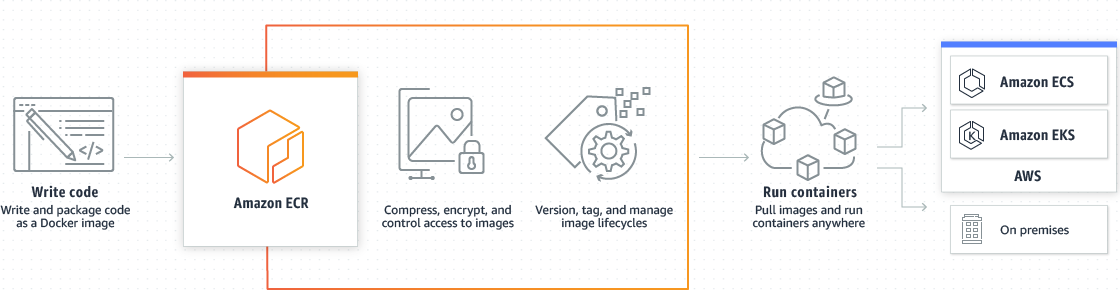 </>
Write code
Write and package code
as a Docker image
Amazon ECR
Compress, encrypt, and
control access to images
Version, tag, and manage
image lifecycles
Run containers
Pull images and run
containers anywhere
Amazon ECS
K
Amazon EKS
AWS
On premises